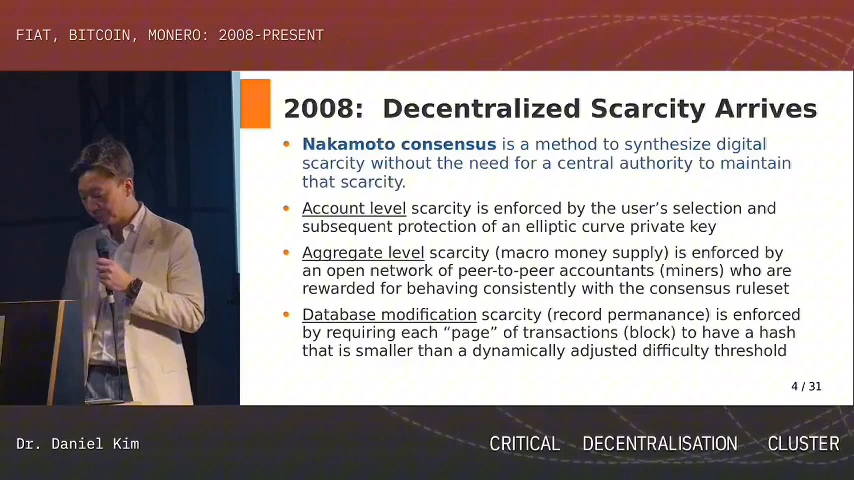 FIAT, BITCOIN, MONERO: 2008-PRESENT
2008: Decentralized Scarcity Arrives
• Nakamoto consensus is a method to synthesize digital
scarcity without the need for a central authority to maintain
that scarcity.
• Account level scarcity is enforced by the user’s selection and
subsequent protection of an elliptic curve private key
• Aggregate level scarcity (macro money supply) is enforced by
an open network of peer-to-peer accountants (miners) who are
rewarded for behaving consistently with the consensus ruleset
• Database modification scarcity (record permanance) is enforced
by requiring each “page” of transactions (block) to have a hash
that is smaller than a dynamically adjusted difficulty threshold
4 / 31
Dr. Daniel Kim
CRITICAL DECENTRALISATION CLUSTER